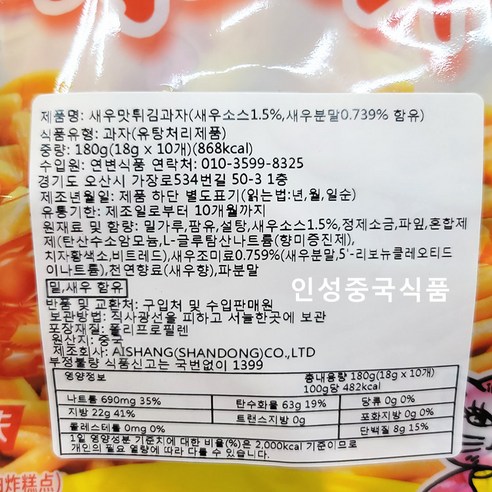 제품명: 새우맛튀김과자(새우소스1.5%,새우분말0.739% 함유)
식품유형: 과자(유탕처리제품)
중량: 180g(18g x 10개)(868kcal)
수입원: 연변식품 연락처: 010-3599-8325
경기도 오산시 가장로534번길 50-3 1층
제조년월일: 제품 하단 별도표기(읽는법:년,월,일순)
유통기한: 제조일로부터 10개월까지
원재료 및 함량: 밀가루,팜유,설탕,새우소스1.5%,정제소금,파잎,혼합제
제(탄산수소암모늄,L-글루탐산나트륨(향미증진제),
치자황색소,비트레드),새우조미료0.759%(새우분말,5'-리보뉴클레오티드
이나트륨),천연향료(새우향),파분말
밀,새우 함유
인성중국식품
반품 및 교환처: 구입처 및 수입판매원
보관방법: 직사광선을 피하고 서늘한곳에 보관
포장재질: 폴리프로필렌
원산지: 중국
제조회사: AISHANG(SHANDONG)CO.,LTD
부정불량 식품신고는 국번없이 1399
영양정보 총내용량 180g(18g x 10개)
100g당 482kcal
나트륨 690mg 35% 탄수화물 63g 19% 당류 0g 0%
지방 22g 41% 트랜스지방 0g 포화지방 0g 0%
콜레스테롤 0mg 0% 단백질 8g 15%
1일 영양성분 기준치에 대한 비율(%)은 2,000kcal 기준이므로
개인의 필요 열량에 따라 다를 수 있습니다.
油炸糕点)